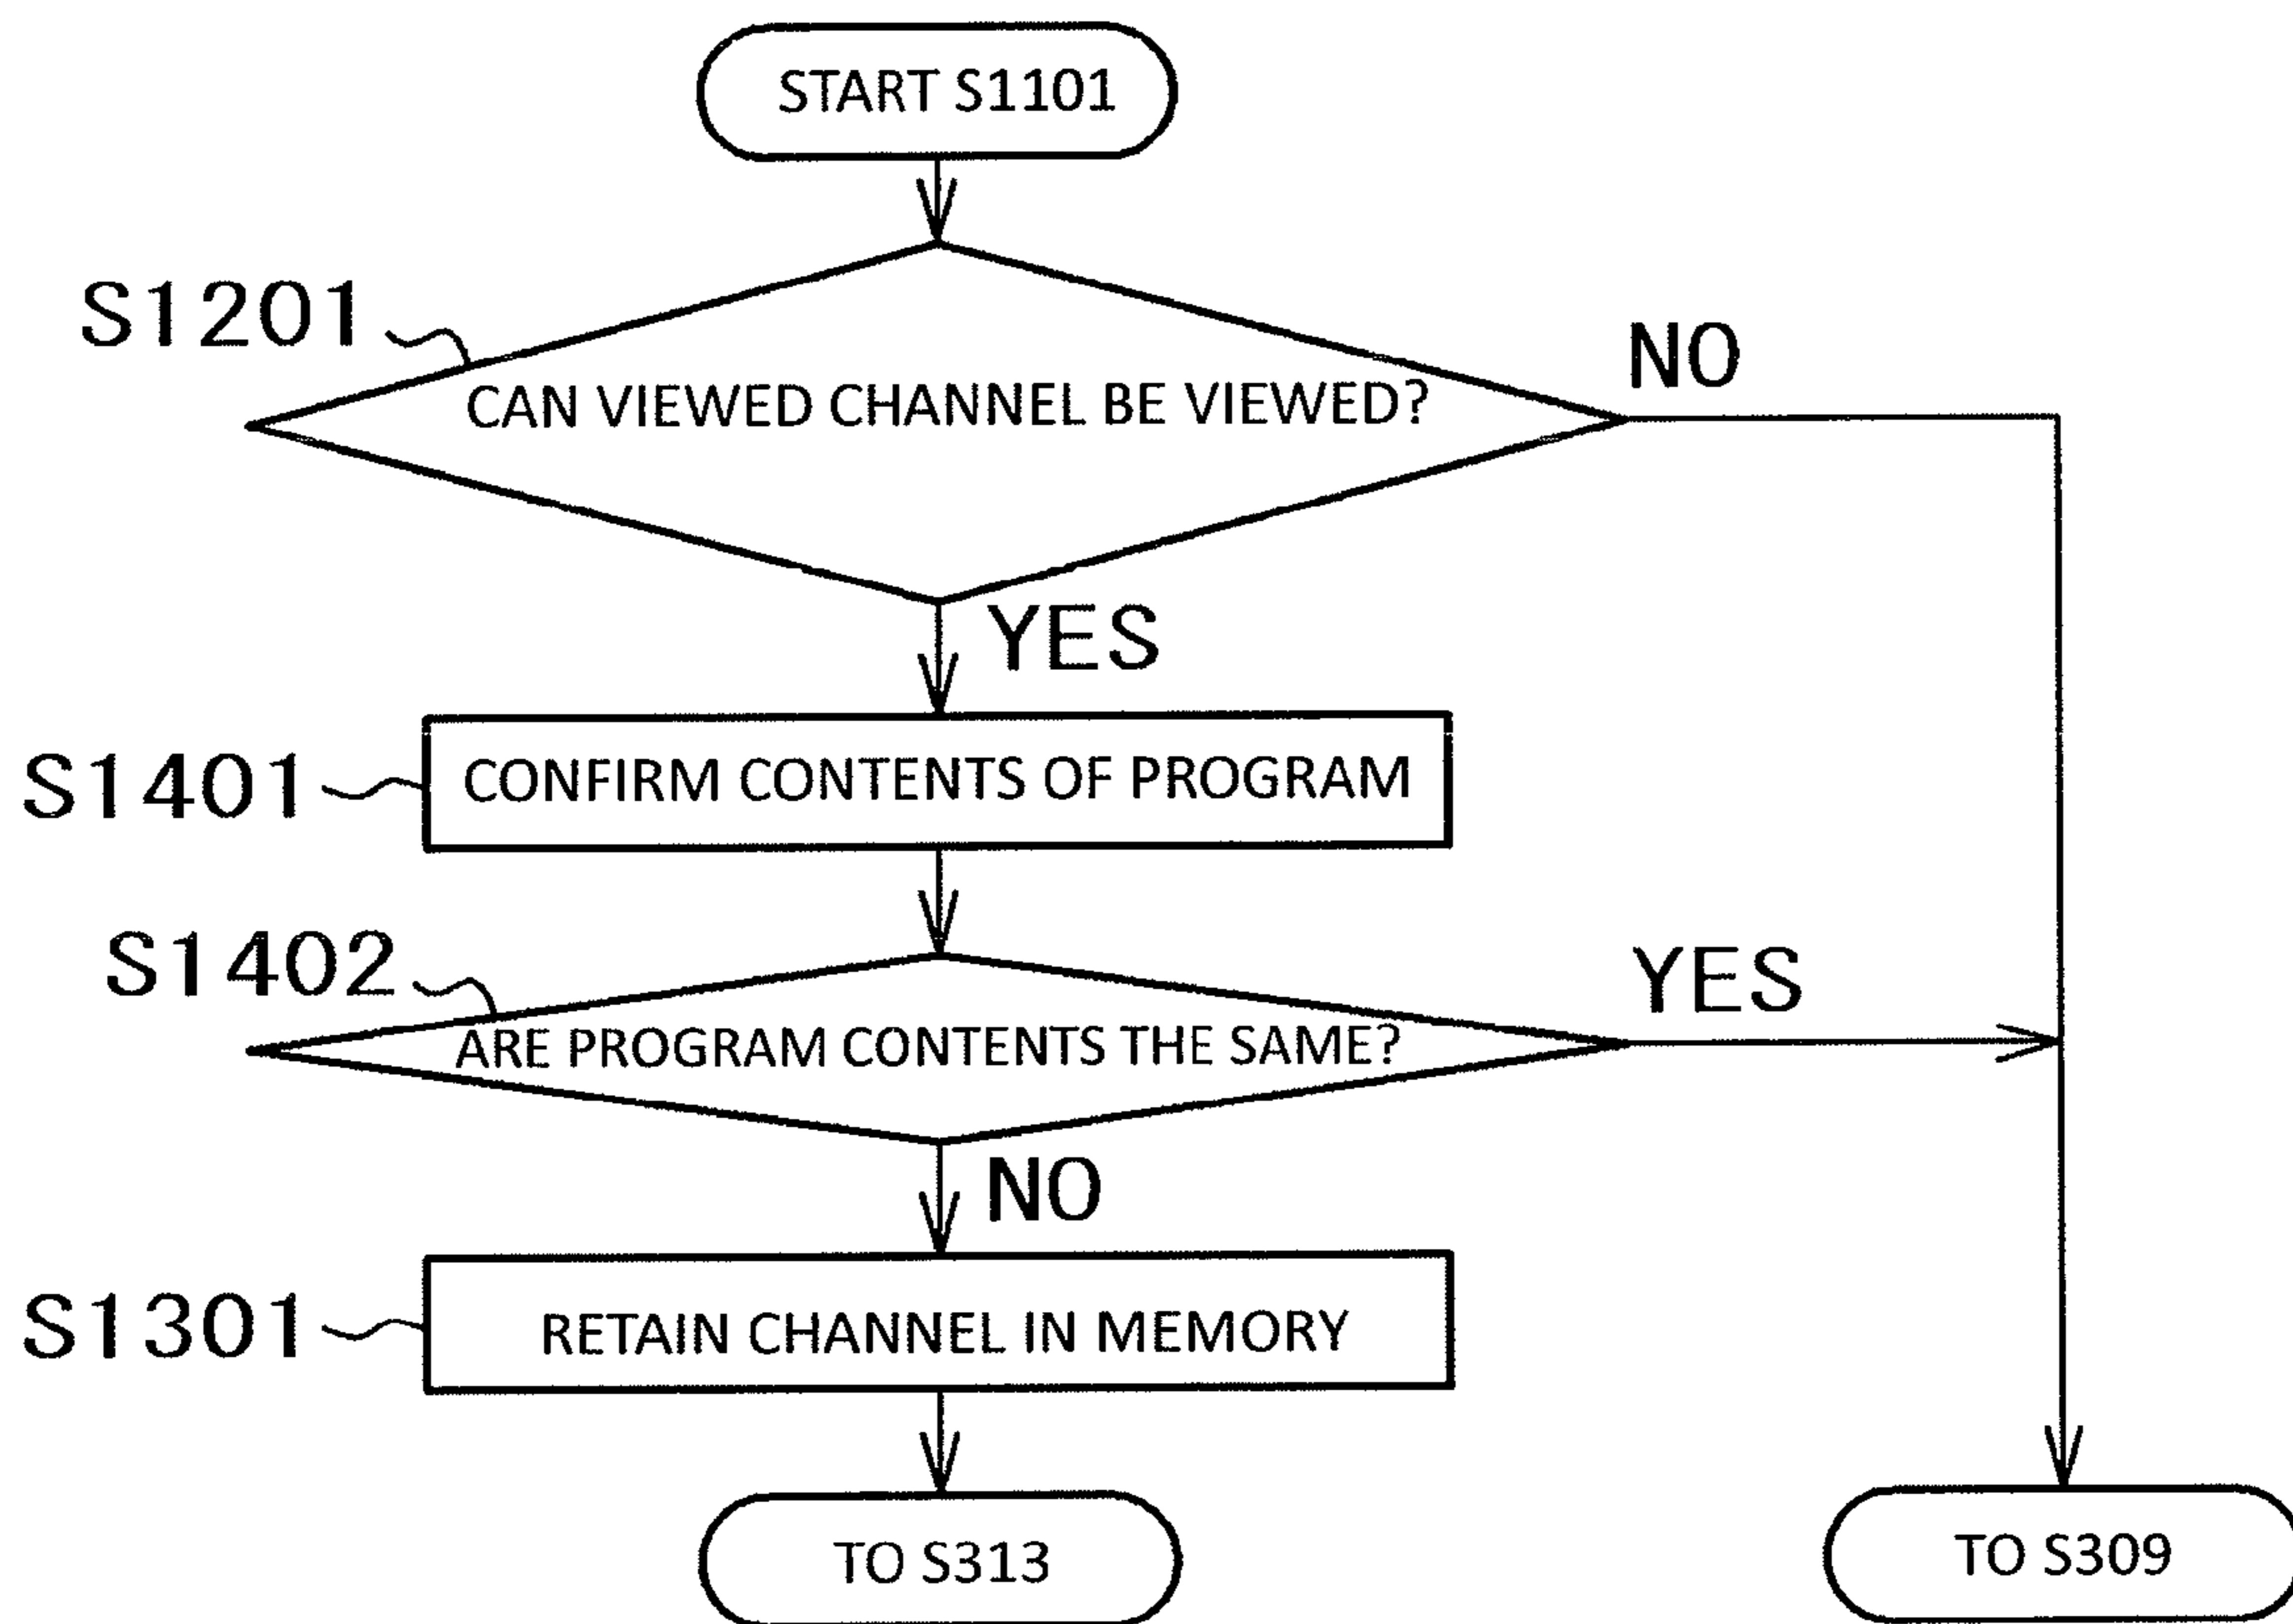 START S1101
S1201
CAN VIEWED CHANNEL BE VIEWED?
NO
YES
S1401
CONFIRM CONTENTS OF PROGRAM
S1402
ARE PROGRAM CONTENTS THE SAME?
YES
NO
S1301
RETAIN CHANNEL IN MEMORY
TO S313
TO S309